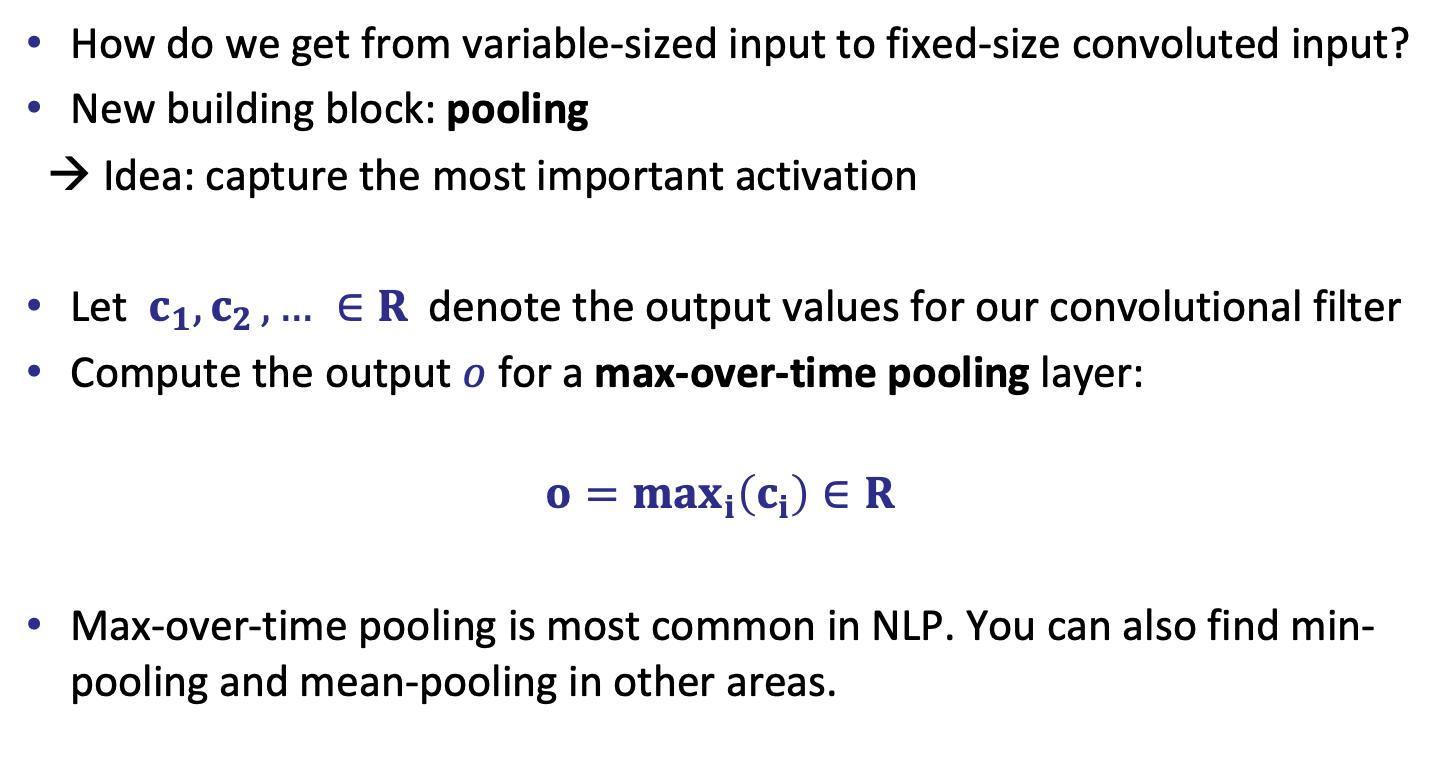 • How do we get from variable-sized input to fixed-size convoluted input?
• New building block: pooling
→ Idea: capture the most important activation
• Let c₁, c₂ , … ∈ R denote the output values for our convolutional filter
• Compute the output o for a max-over-time pooling layer:
o = maxᵢ(cᵢ) ∈ R
• Max-over-time pooling is most common in NLP. You can also find min-
pooling and mean-pooling in other areas.